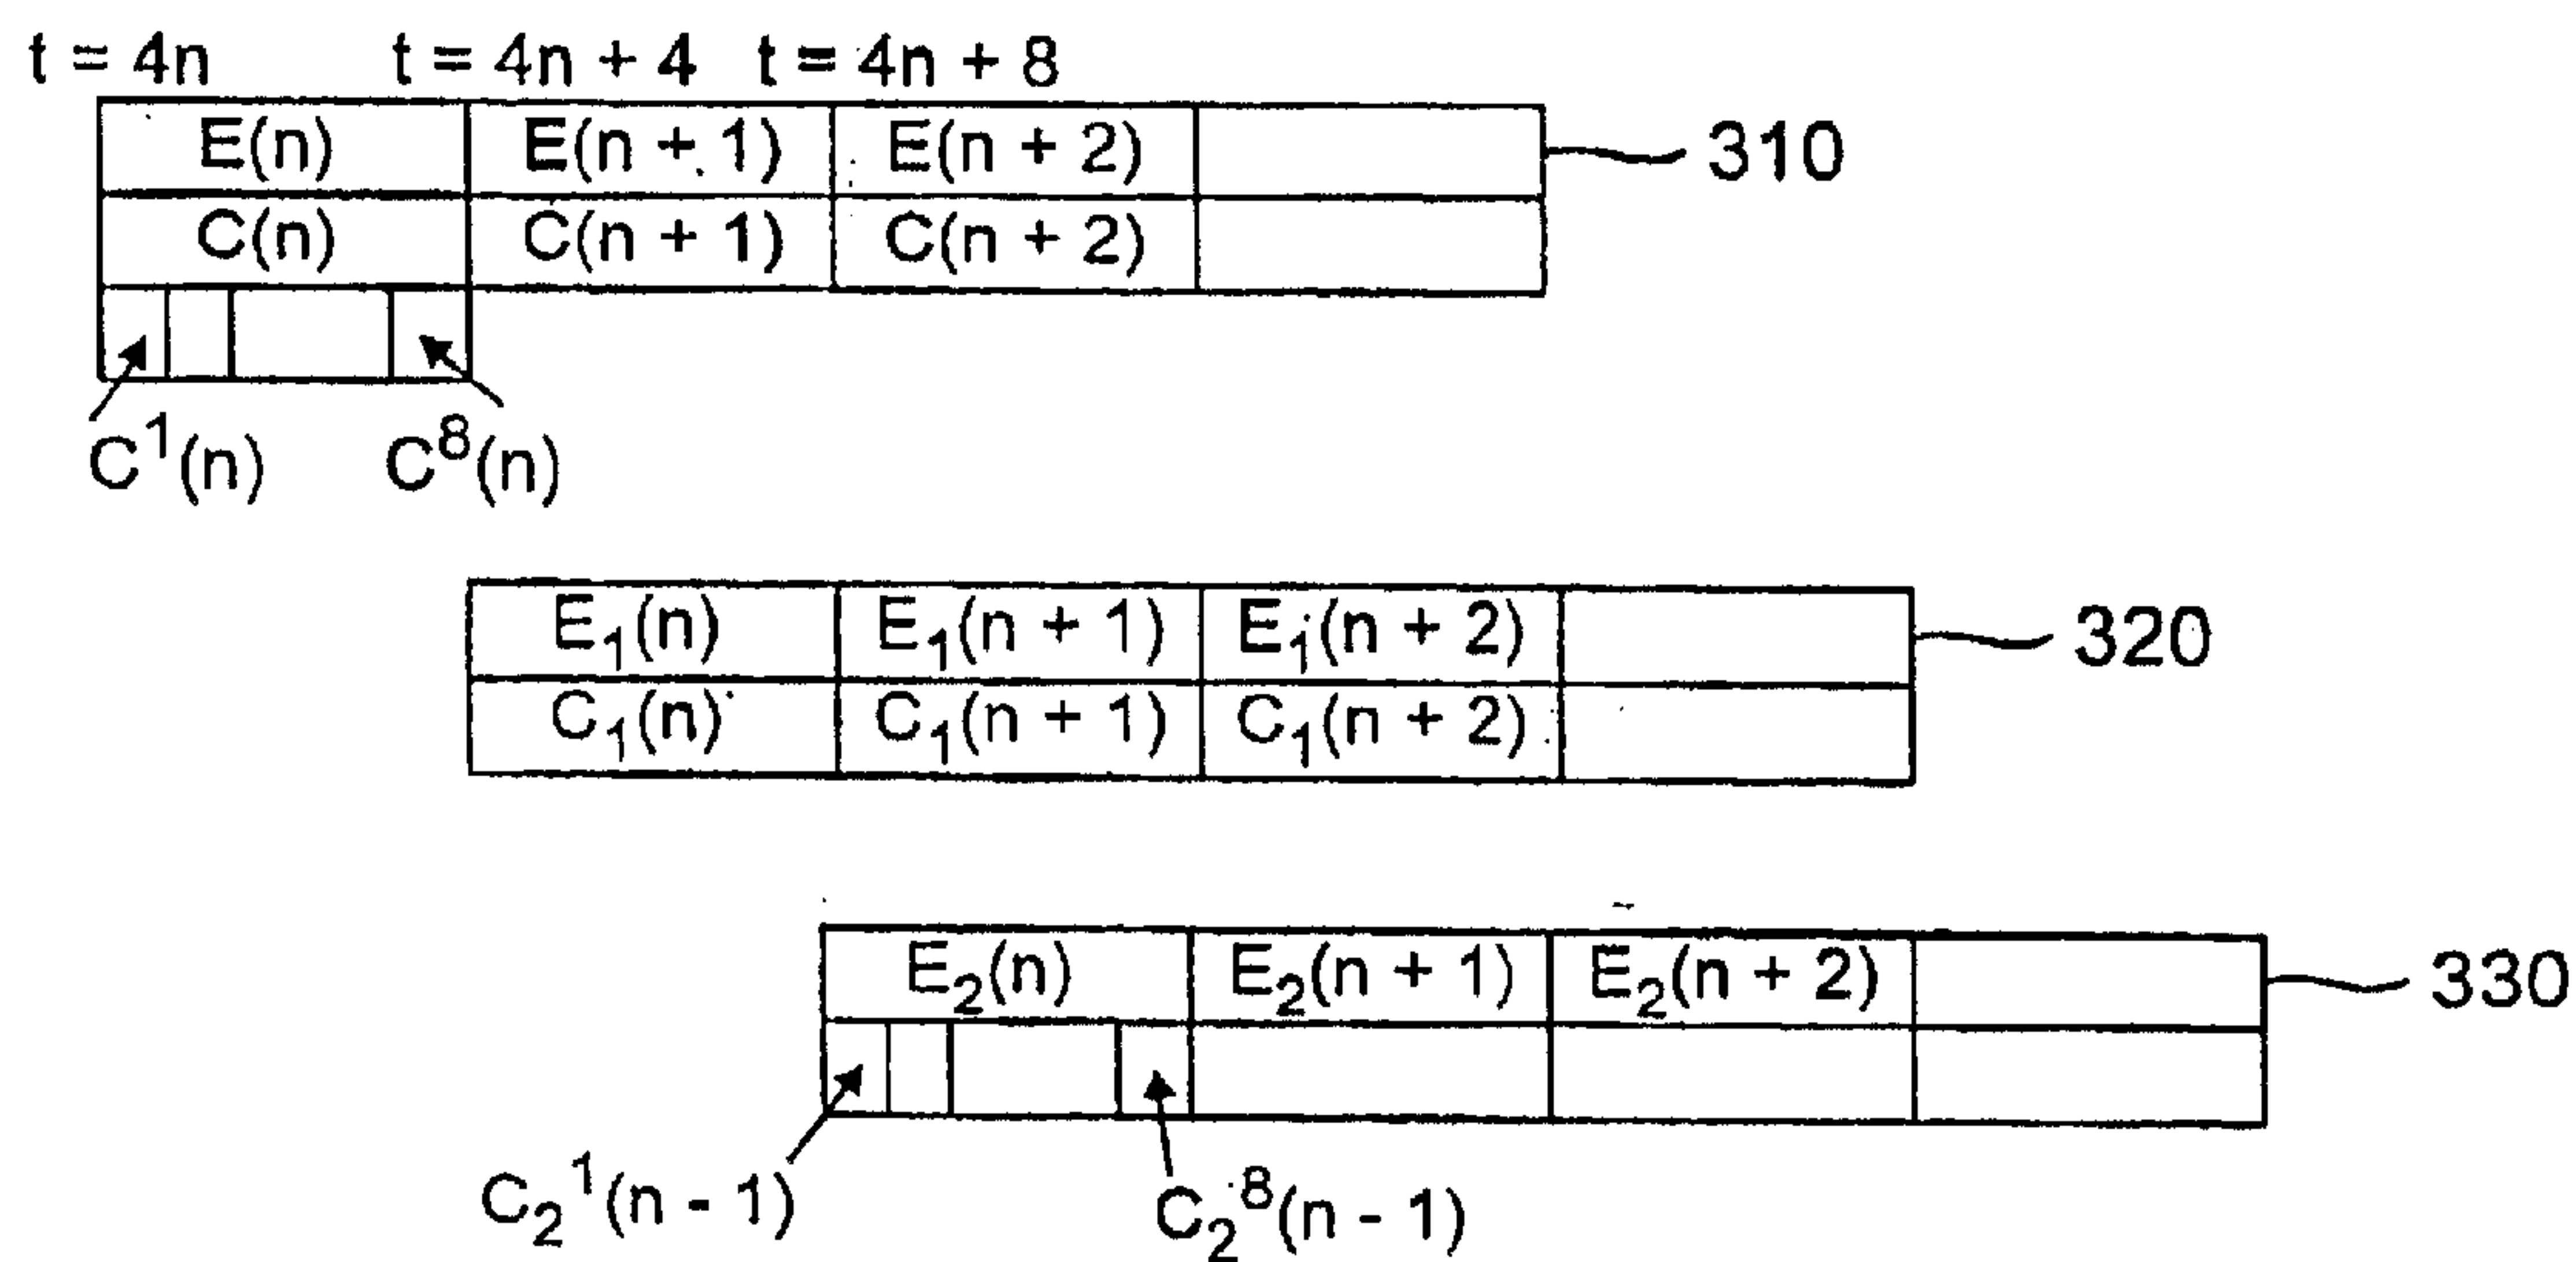 t = 4n t = 4n + 4 t = 4n + 8
E(n) E(n + 1) E(n + 2) 310
C(n) C(n + 1) C(n + 2)
C¹(n) C⁸(n)
E₁(n) E₁(n + 1) E₁(n + 2) 320
C₁(n) C₁(n + 1) C₁(n + 2)
E₂(n) E₂(n + 1) E₂(n + 2) 330
C₂¹(n - 1) C₂⁸(n - 1)